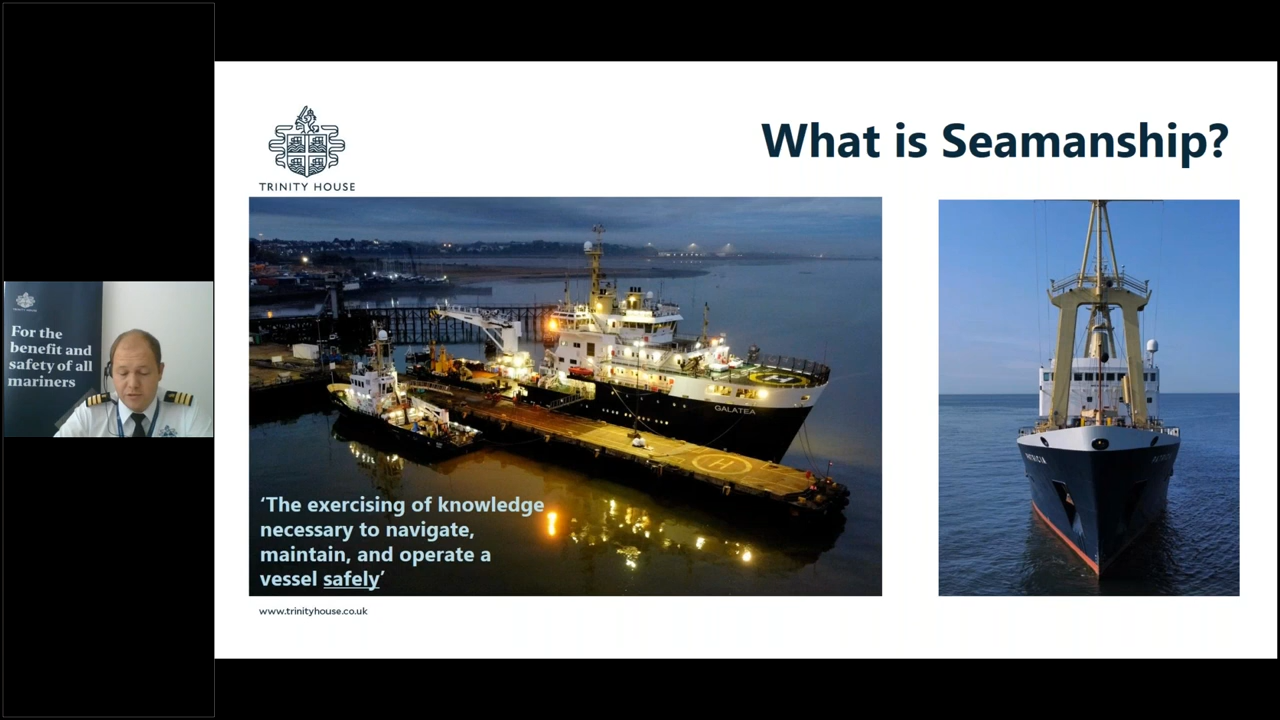 What is Seamanship?
TRINITY HOUSE
For the
benefit and
safety of all
mariners
GALATEA
PATRICIA
‘The exercising of knowledge
necessary to navigate,
maintain, and operate a
vessel safely’
www.trinityhouse.co.uk